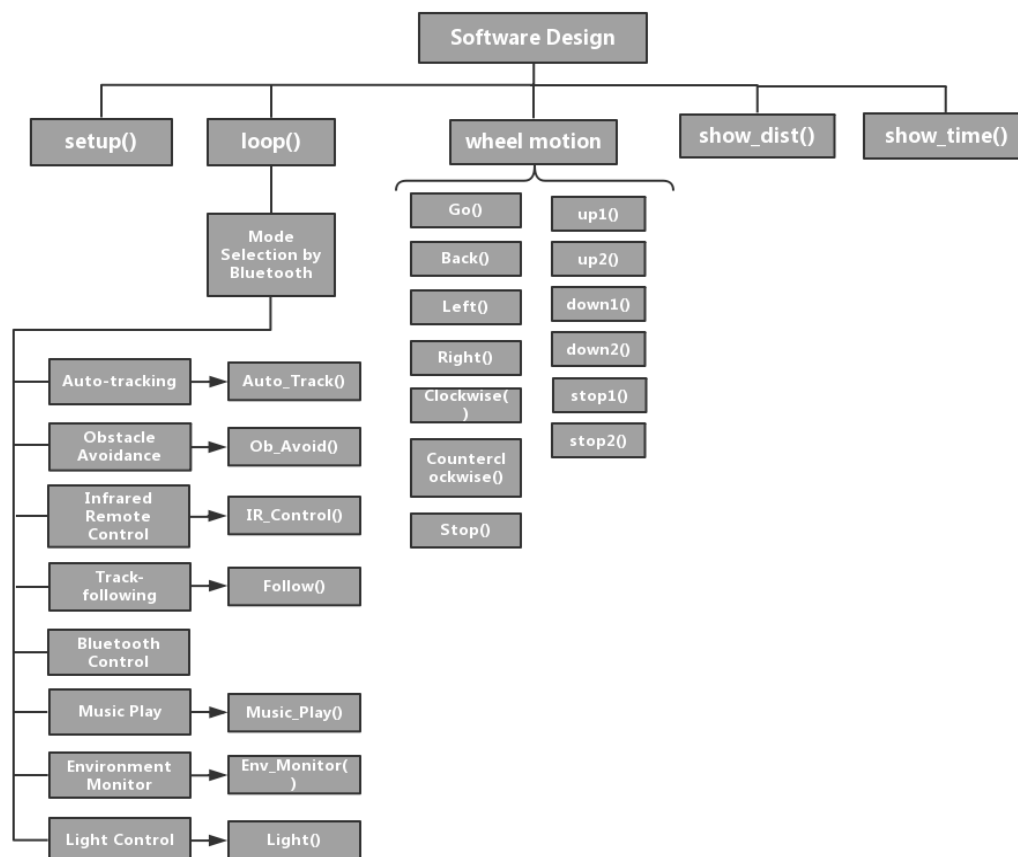 Software Design
setup()
loop()
wheel motion
show_dist()
show_time()
Mode
Selection by
Bluetooth
Go()
Back()
Left()
Right()
Clockwise(
)
Countercl
ockwise()
Stop()
up1()
up2()
down1()
down2()
stop1()
stop2()
Auto-tracking
Auto_Track()
Obstacle
Avoidance
Ob_Avoid()
Infrared
Remote
Control
IR_Control()
Track-
following
Follow()
Bluetooth
Control
Music Play
Music_Play()
Environment
Monitor
Env_Monitor(
)
Light Control
Light()